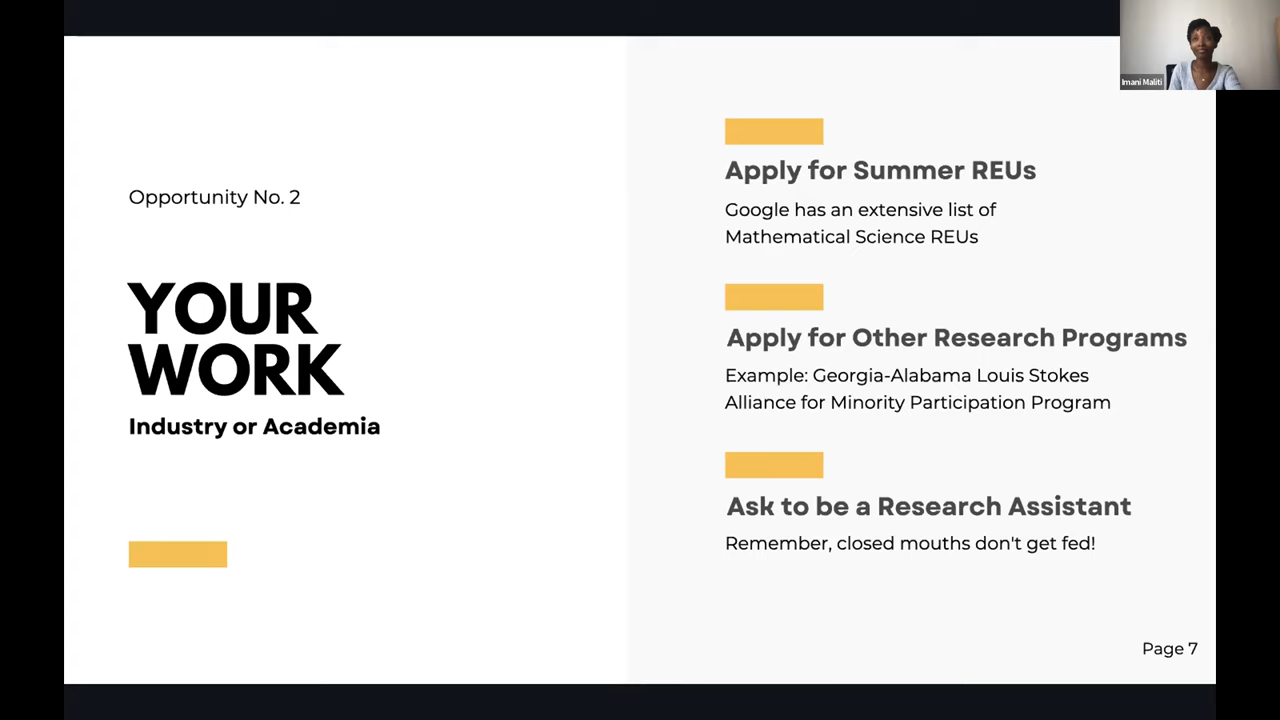 Imani Maliti
Opportunity No. 2
YOUR
WORK
Industry or Academia
Apply for Summer REUs
Google has an extensive list of
Mathematical Science REUs
Apply for Other Research Programs
Example: Georgia-Alabama Louis Stokes
Alliance for Minority Participation Program
Ask to be a Research Assistant
Remember, closed mouths don't get fed!
Page 7